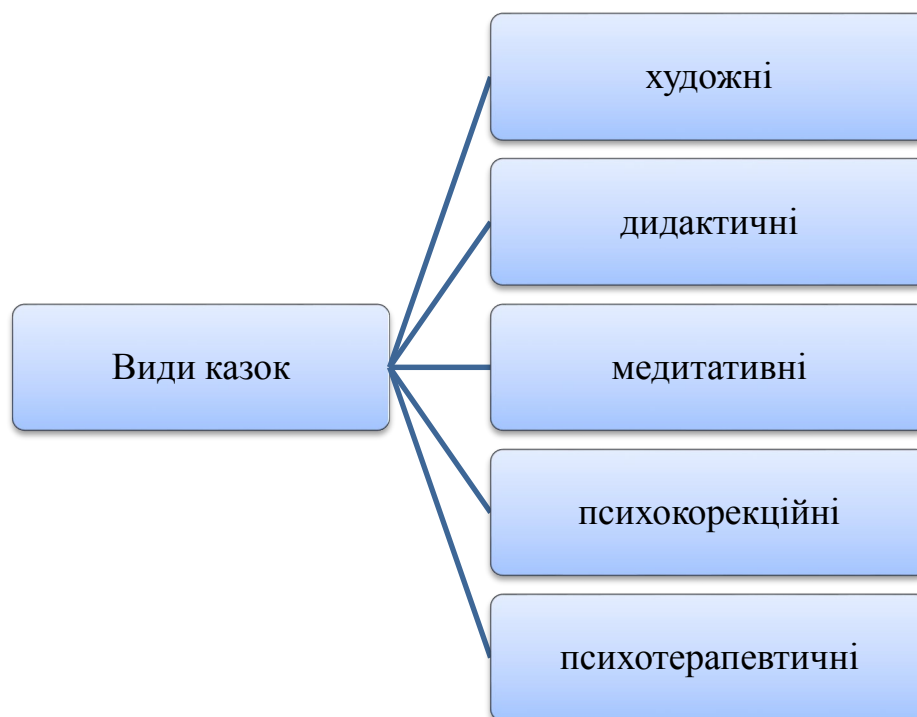 Види казок
художні
дидактичні
медитативні
психокорекційні
психотерапевтичні